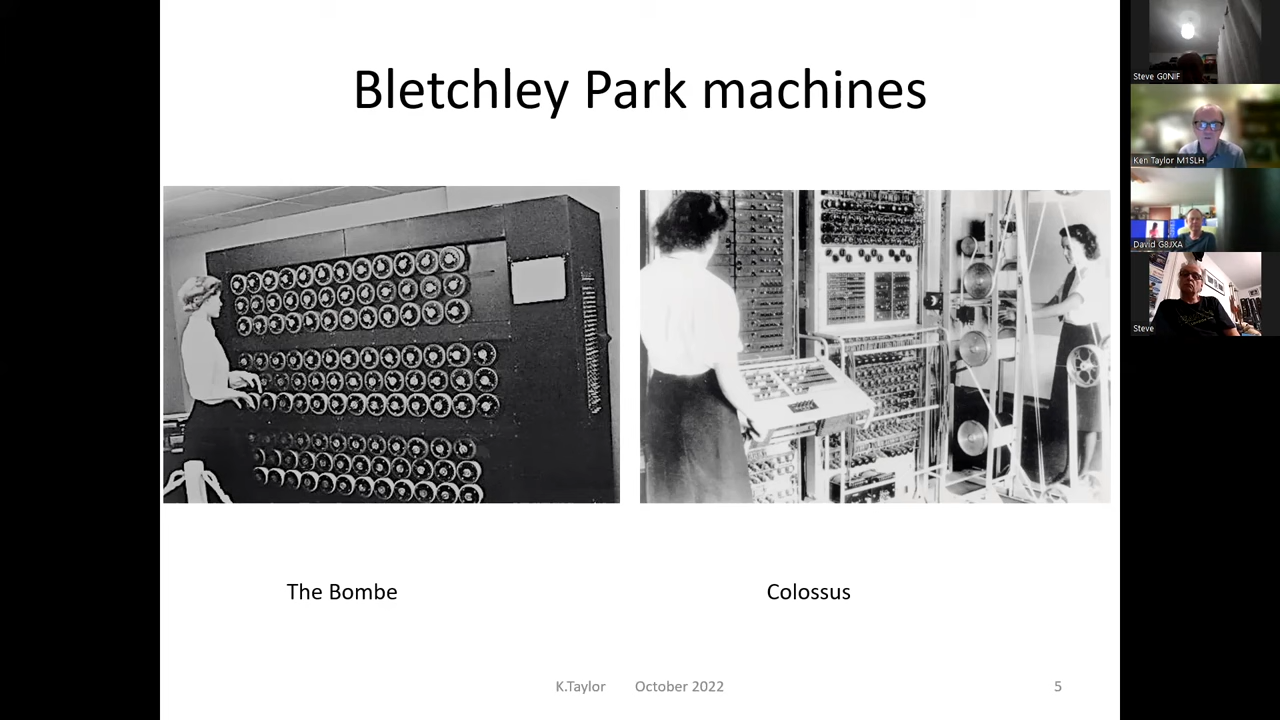 Bletchley Park machines
The Bombe
Colossus
K.Taylor October 2022
5
Steve G0NIF
Ken Taylor M1SLH
David G8JXA
Steve